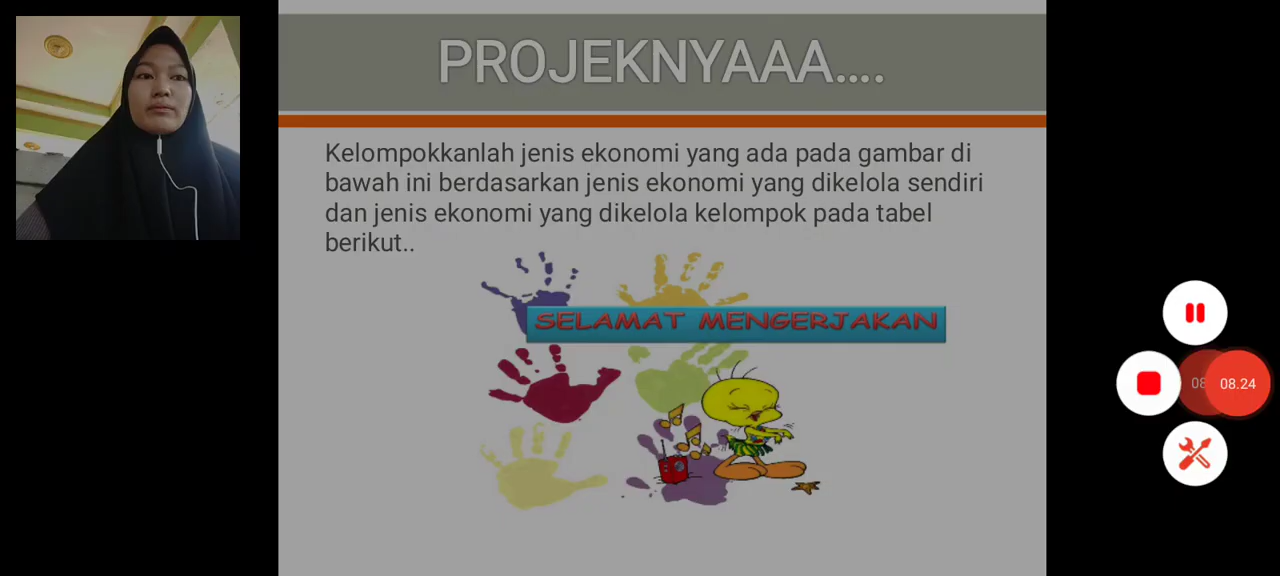 PROJEKNYAAA....
Kelompokkanlah jenis ekonomi yang ada pada gambar di
bawah ini berdasarkan jenis ekonomi yang dikelola sendiri
dan jenis ekonomi yang dikelola kelompok pada tabel
berikut..
SELAMAT MENGERJAKAN
08.24